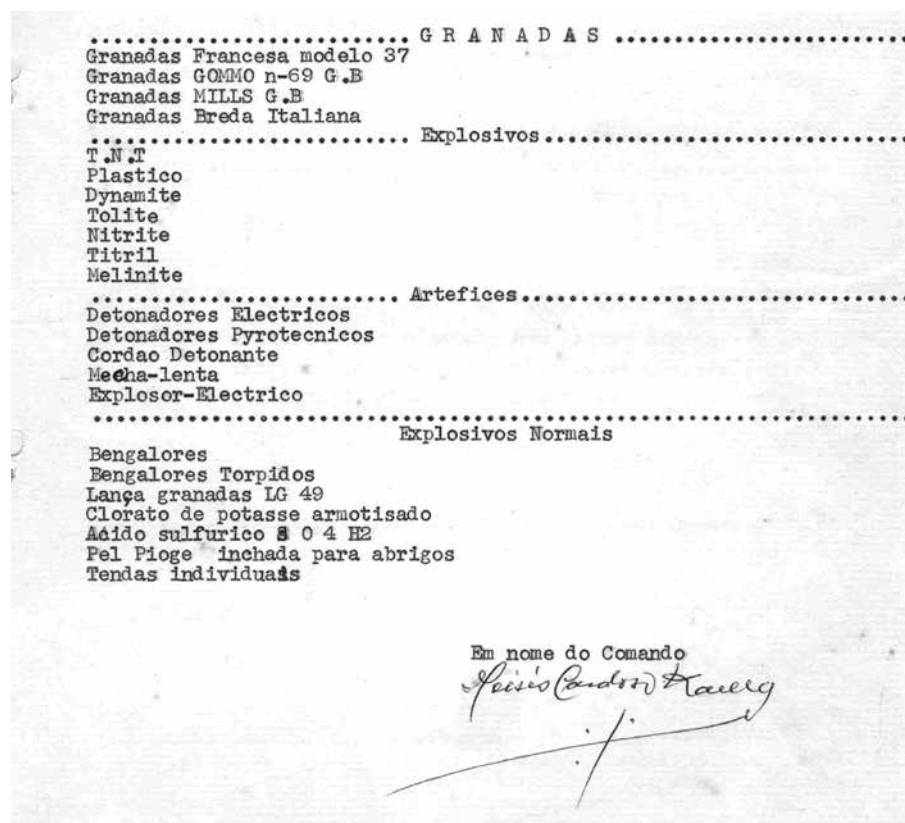 ............................ G R A N A D A S ..........................
Granadas Francesa modelo 37
Granadas GOMMO n-69 G.B
Granadas MILLS G.B
Granadas Breda Italiana
............................ Explosivos................................
T.N.T
Plastico
Dynamite
Tolite
Nitrite
Titril
Melinite
........................... Artefices..................................
Detonadores Electricos
Detonadores Pyrotecnicos
Cordao Detonante
Mecha-lenta
Explosor-Electrico
.......................................................................
Explosivos Normais
Bengalores
Bengalores Torpidos
Lança granadas LG 49
Clorato de potasse armotisado
Acido sulfurico S O 4 H2
Pel Pioge inchada para abrigos
Tendas individuais
Em nome do Comando
Moisés Cardoso